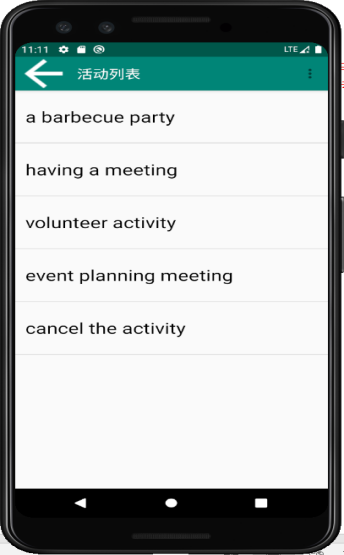 11:11
LTE
活动列表
a barbecue party
having a meeting
volunteer activity
event planning meeting
cancel the activity